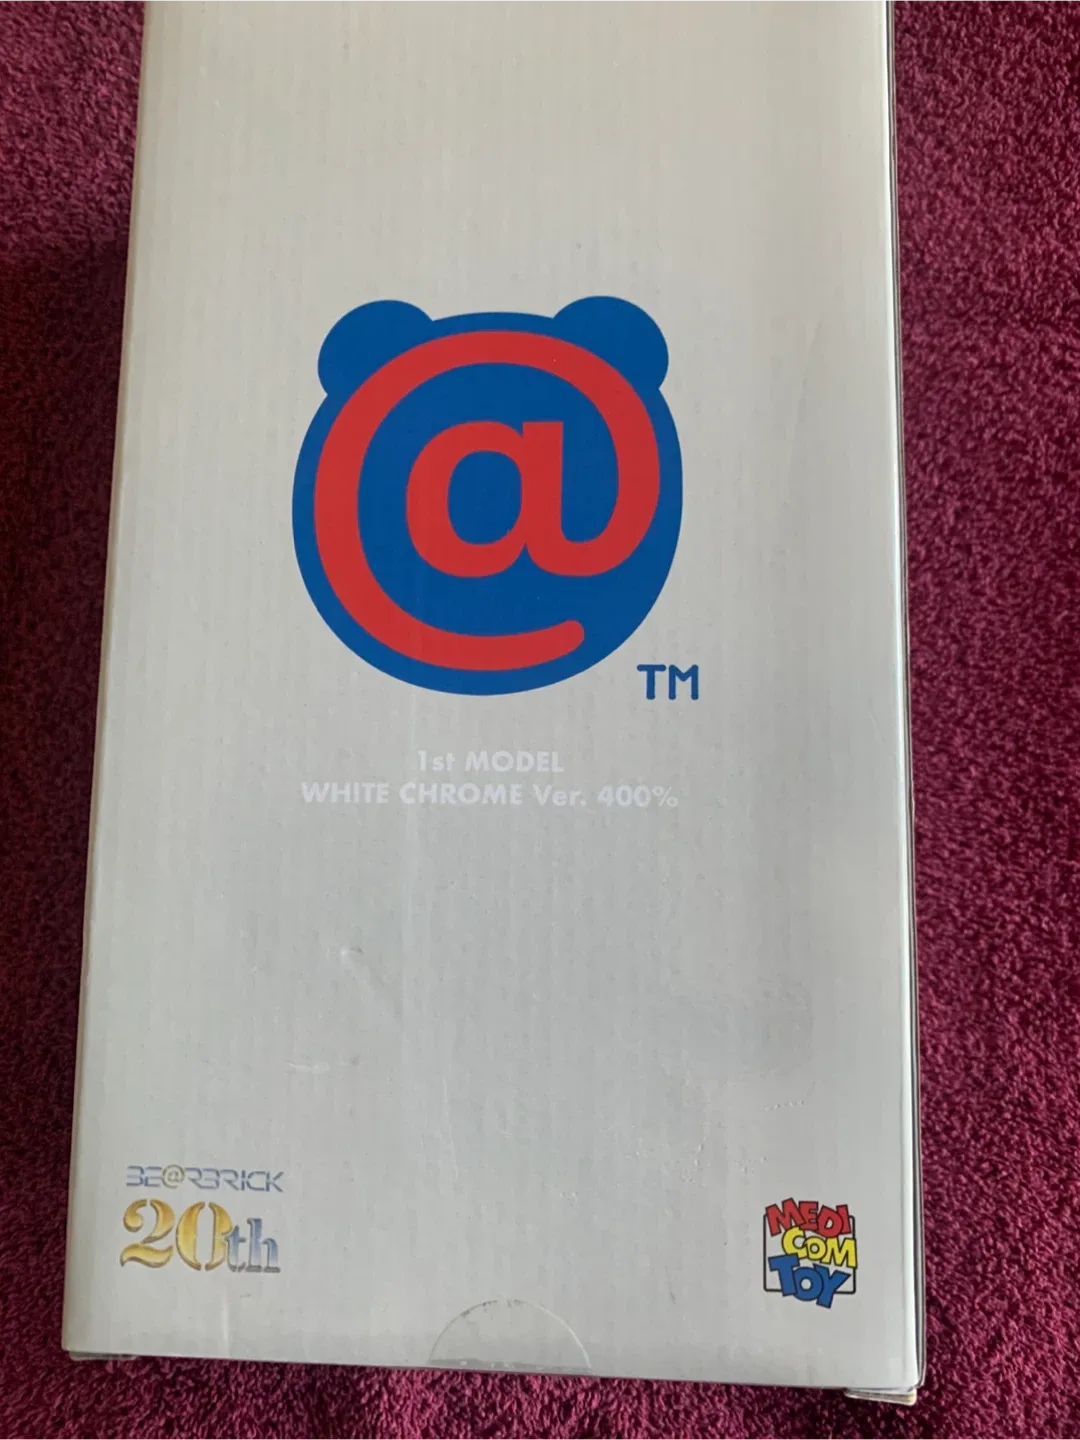 @
TM
1st MODEL
WHITE CHROME Ver. 400%
BE@RBRICK
20th
MEDI
COM
TOY